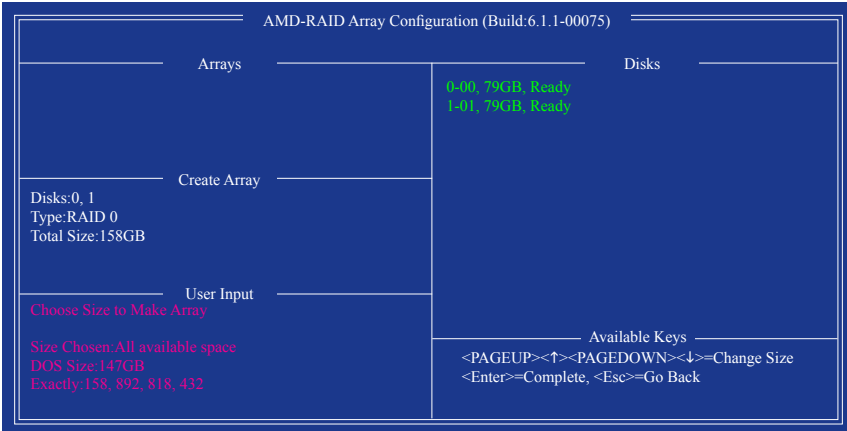 AMD-RAID Array Configuration (Build:6.1.1-00075)
Arrays
Disks
0-00, 79GB, Ready
1-01, 79GB, Ready
Create Array
Disks:0, 1
Type:RAID 0
Total Size:158GB
User Input
Choose Size to Make Array
Size Chosen:All available space
DOS Size:147GB
Exactly:158, 892, 818, 432
Available Keys
<PAGEUP><↑><PAGEDOWN><↓>=Change Size
<Enter>=Complete, <Esc>=Go Back